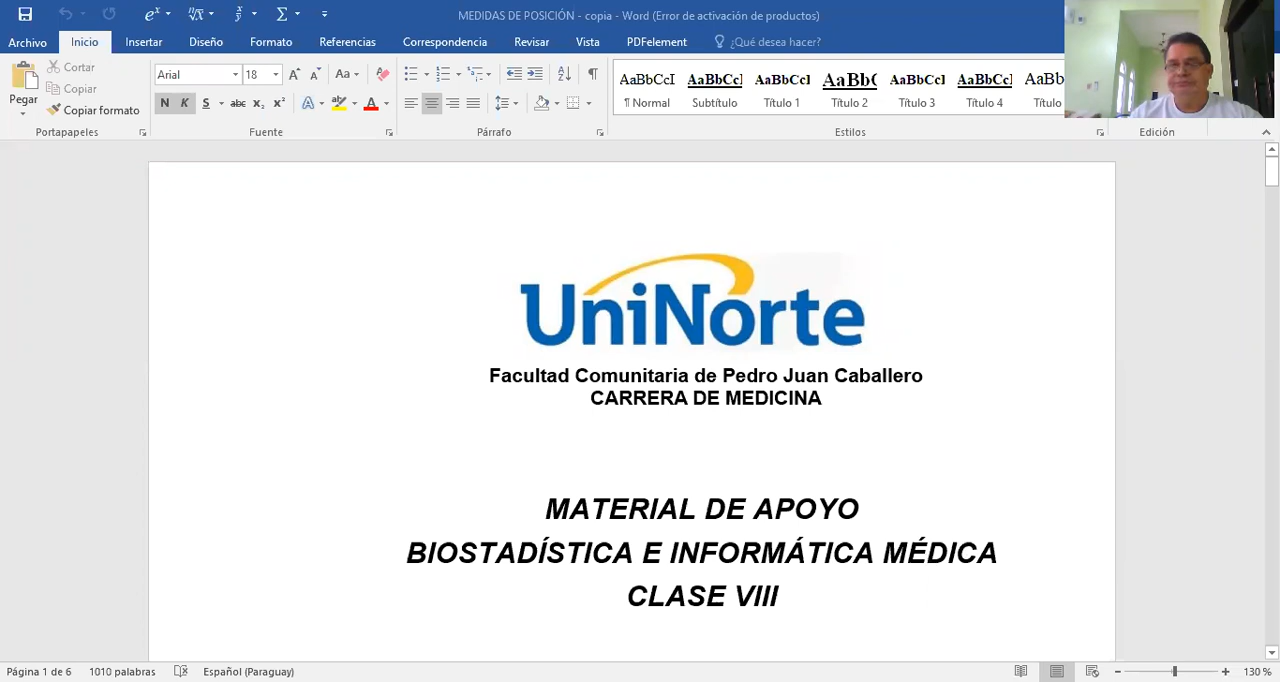 MEDIDAS DE POSICIÓN - copia - Word (Error de activación de productos)
Archivo Inicio Insertar Diseño Formato Referencias Correspondencia Revisar Vista PDFelement ¿Qué desea hacer?
Pegar
Cortar
Copiar
Copiar formato
Portapapeles
Arial 18
N K S abc x₂ x²
Fuente
Párrafo
AaBbCcI AaBbCcI AaBbCcI AaBb( AaBbCcI AaBbCcI AaBb
¶ Normal Subtítulo Título 1 Título 2 Título 3 Título 4 Título
Estilos
Edición
UniNorte
Facultad Comunitaria de Pedro Juan Caballero
CARRERA DE MEDICINA
MATERIAL DE APOYO
BIOSTADÍSTICA E INFORMÁTICA MÉDICA
CLASE VIII
Página 1 de 6 1010 palabras Español (Paraguay) 130 %